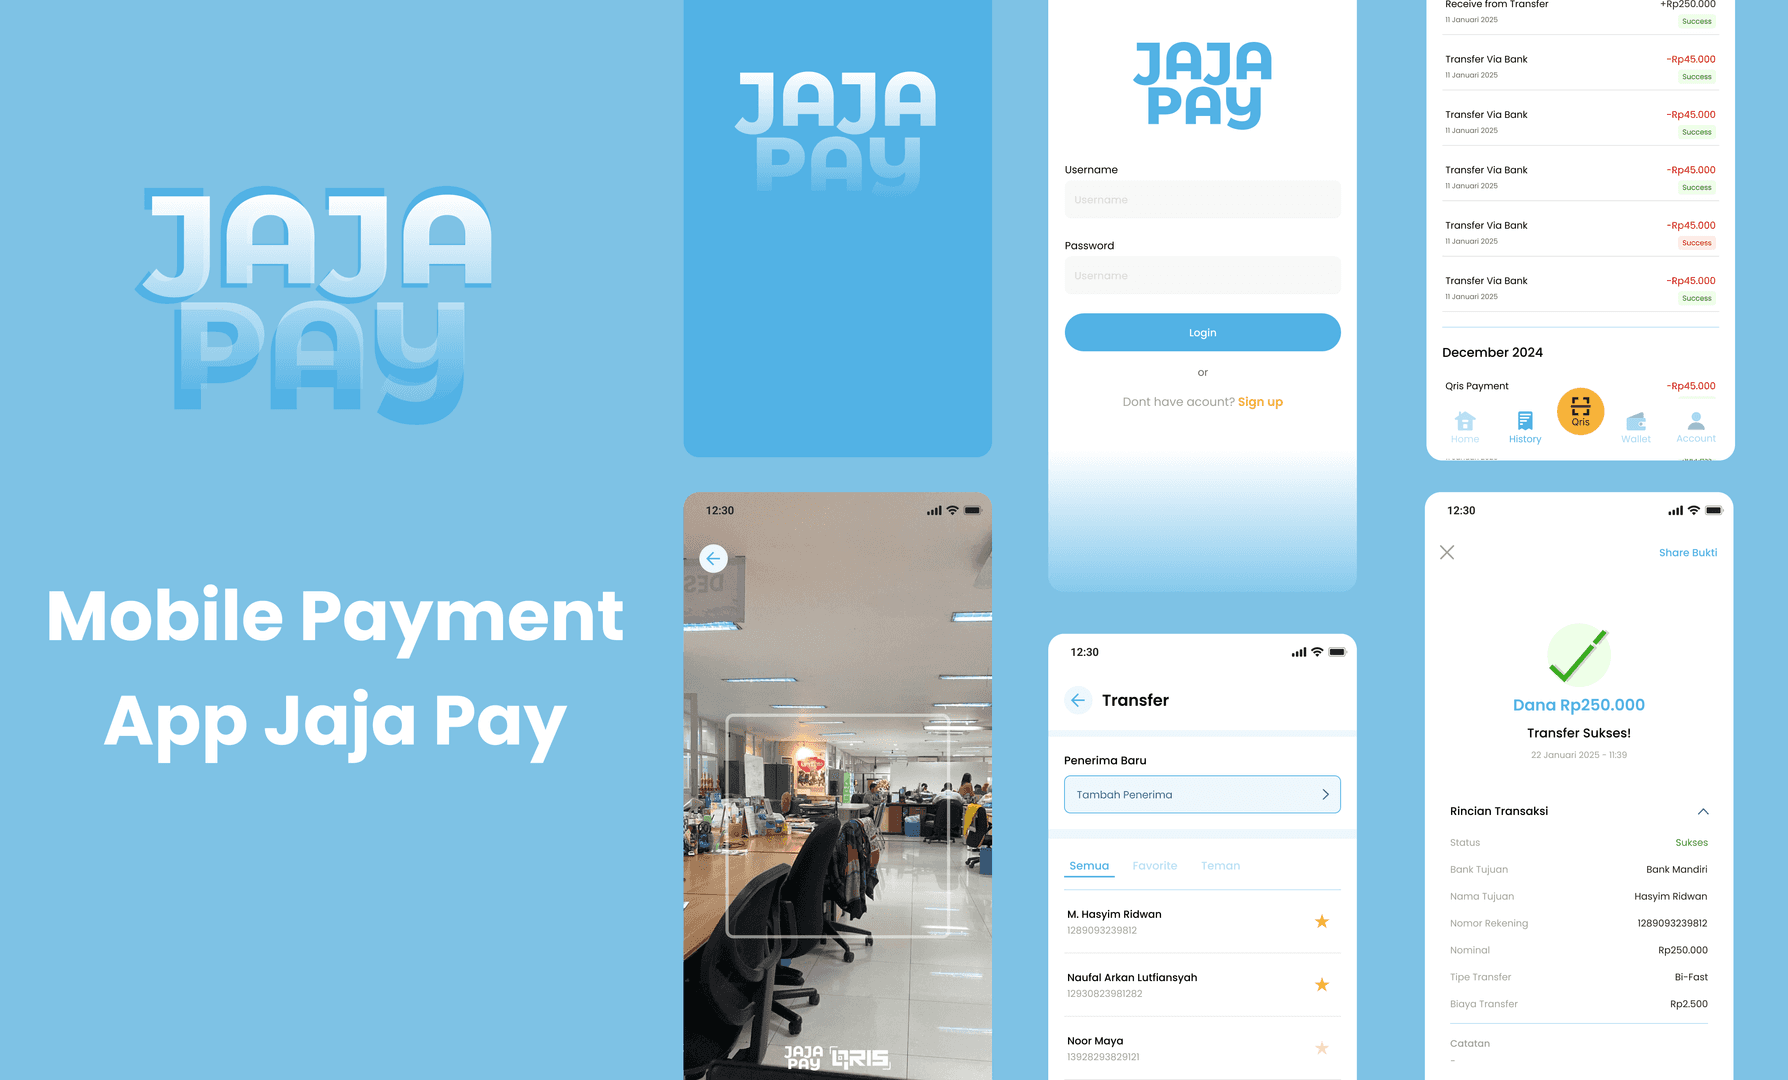 JAJA
PAY
Mobile Payment
App Jaja Pay
JAJA
PAY
12:30
DES
JAJA
PAY
QRIS
JAJA
PAY
Username
Username
Password
Username
Login
or
Dont have acount? Sign up
12:30
Transfer
Penerima Baru
Tambah Penerima
Semua Favorite Teman
M. Hasyim Ridwan
1289093239812
Naufal Arkan Lutfiansyah
12930823981282
Noor Maya
13928293829121
Receive from Transfer +Rp250.000
11 Januari 2025 Success
Transfer Via Bank -Rp45.000
11 Januari 2025 Success
Transfer Via Bank -Rp45.000
11 Januari 2025 Success
Transfer Via Bank -Rp45.000
11 Januari 2025 Success
Transfer Via Bank -Rp45.000
11 Januari 2025 Success
Transfer Via Bank -Rp45.000
11 Januari 2025 Success
December 2024
Qris Payment -Rp45.000
Home History Qris Wallet Account
12:30
Share Bukti
Dana Rp250.000
Transfer Sukses!
22 Januari 2025 - 11:39
Rincian Transaksi
Status Sukses
Bank Tujuan Bank Mandiri
Nama Tujuan Hasyim Ridwan
Nomor Rekening 1289093239812
Nominal Rp250.000
Tipe Transfer Bi-Fast
Biaya Transfer Rp2.500
Catatan
-